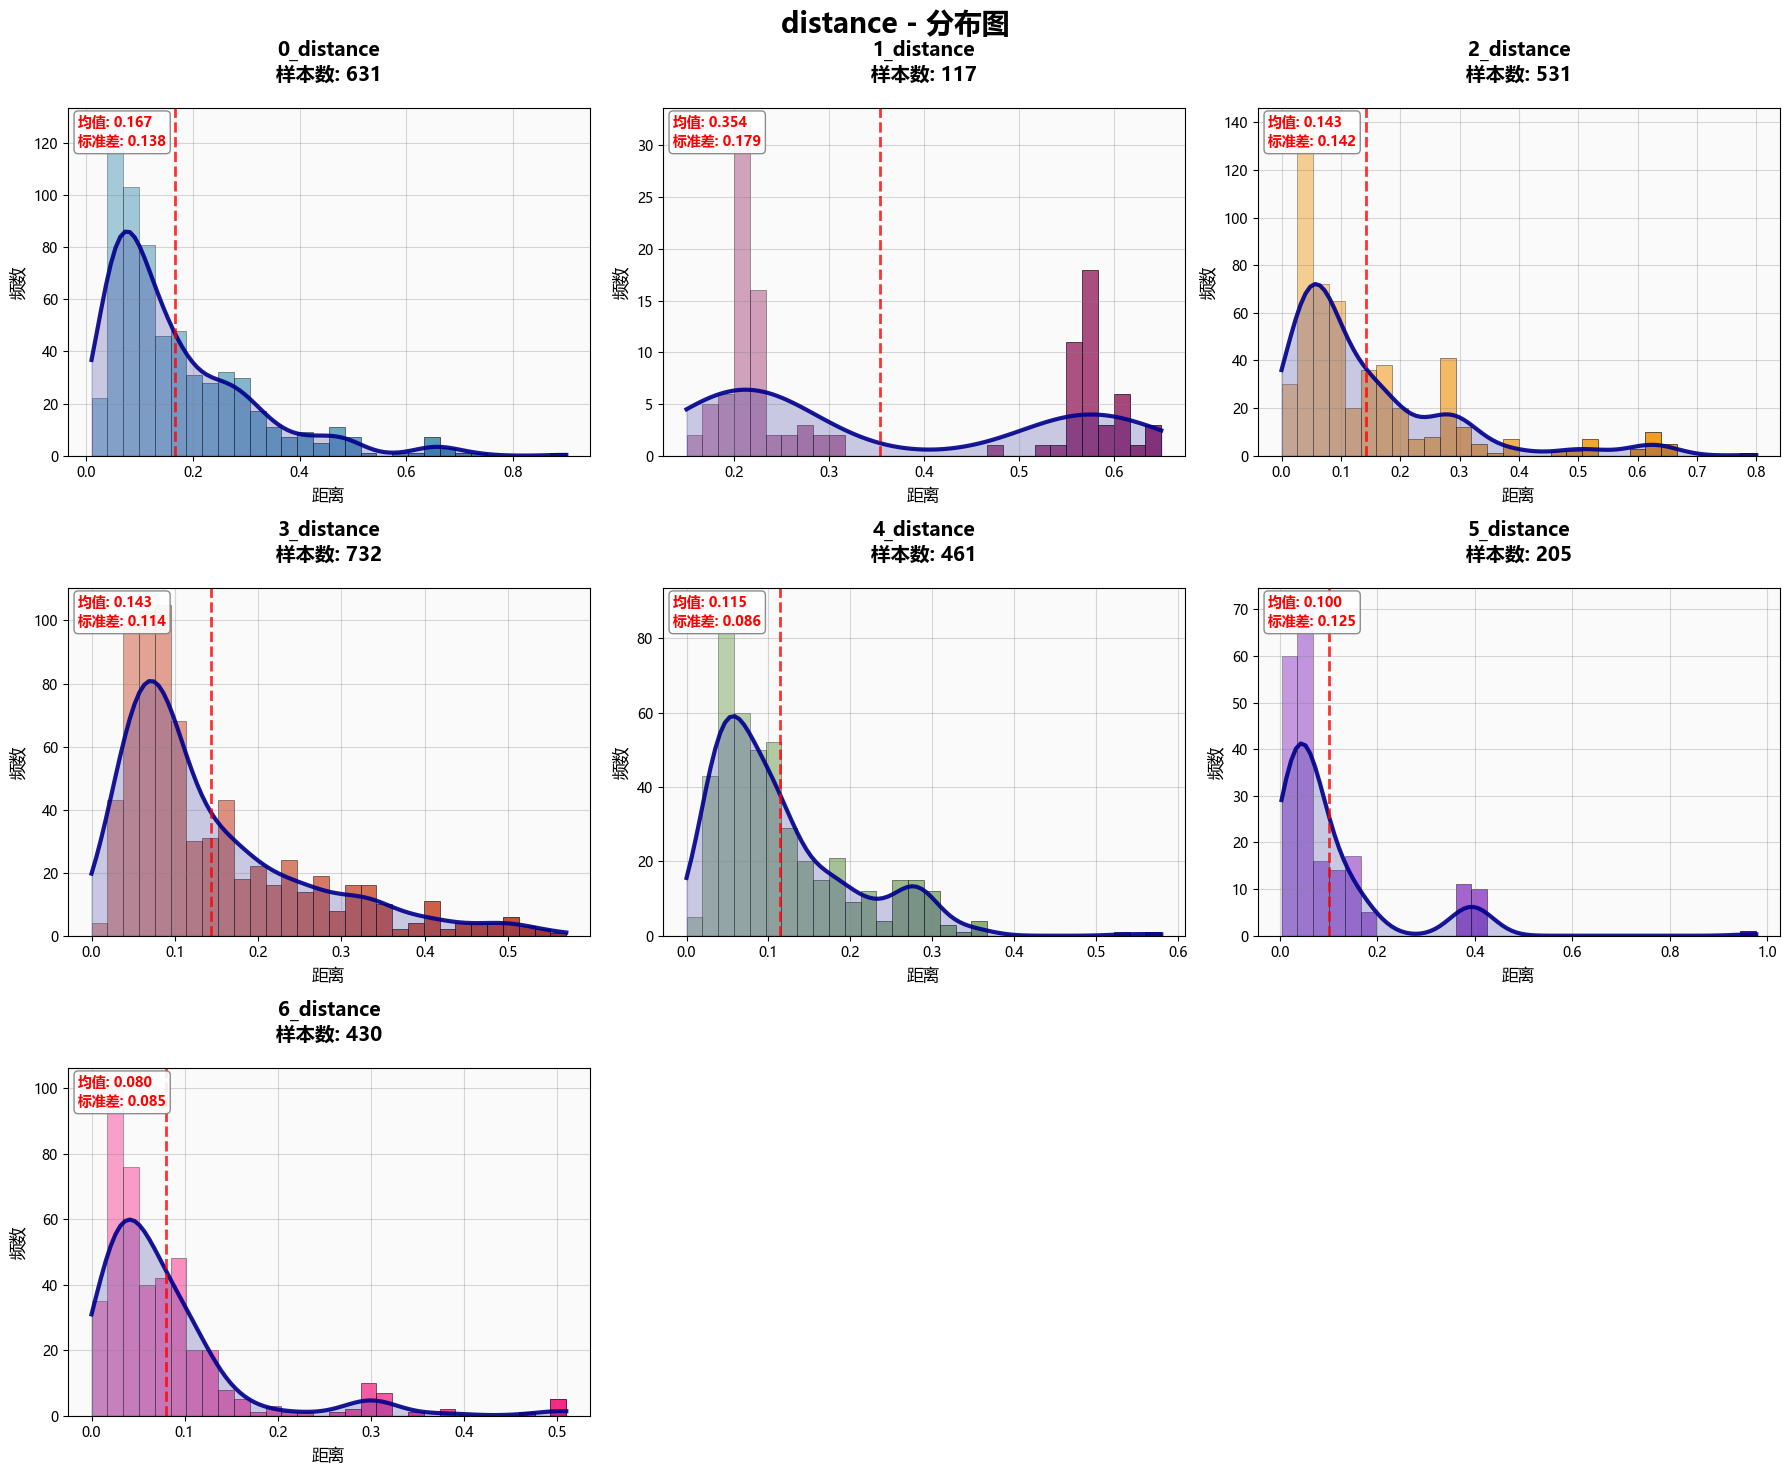 distance - 分布图
0_distance
样本数: 631
均值: 0.167
标准差: 0.138
120
100
80
60
40
20
0
频数
0.0 0.2 0.4 0.6 0.8
距离
1_distance
样本数: 117
均值: 0.354
标准差: 0.179
30
25
20
15
10
5
0
频数
0.2 0.3 0.4 0.5 0.6
距离
2_distance
样本数: 531
均值: 0.143
标准差: 0.142
140
120
100
80
60
40
20
0
频数
0.0 0.1 0.2 0.3 0.4 0.5 0.6 0.7 0.8
距离
3_distance
样本数: 732
均值: 0.143
标准差: 0.114
100
80
60
40
20
0
频数
0.0 0.1 0.2 0.3 0.4 0.5
距离
4_distance
样本数: 461
均值: 0.115
标准差: 0.086
80
60
40
20
0
频数
0.0 0.1 0.2 0.3 0.4 0.5 0.6
距离
5_distance
样本数: 205
均值: 0.100
标准差: 0.125
70
60
50
40
30
20
10
0
频数
0.0 0.2 0.4 0.6 0.8 1.0
距离
6_distance
样本数: 430
均值: 0.080
标准差: 0.085
100
80
60
40
20
0
频数
0.0 0.1 0.2 0.3 0.4 0.5
距离